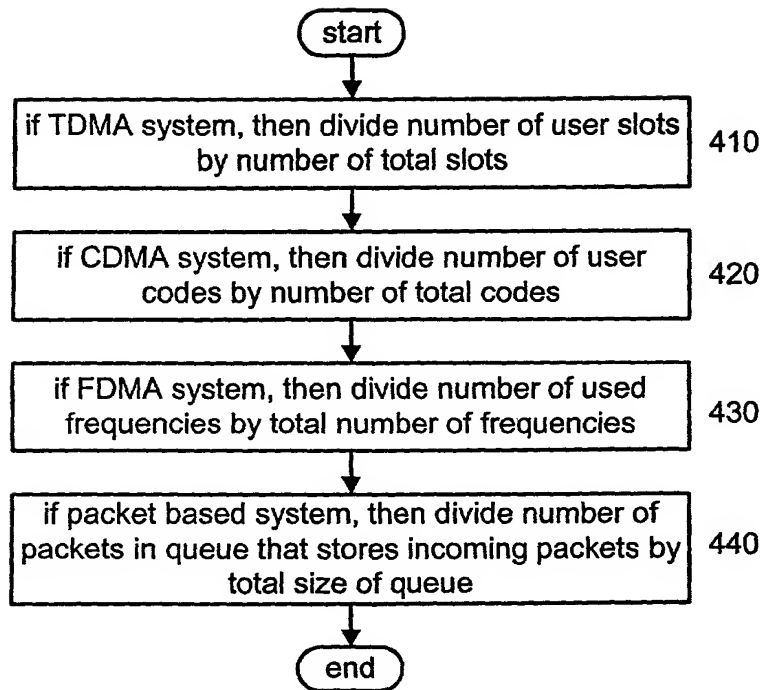 start
if TDMA system, then divide number of user slots
by number of total slots
410
if CDMA system, then divide number of user
codes by number of total codes
420
if FDMA system, then divide number of used
frequencies by total number of frequencies
430
if packet based system, then divide number of
packets in queue that stores incoming packets by
total size of queue
440
end